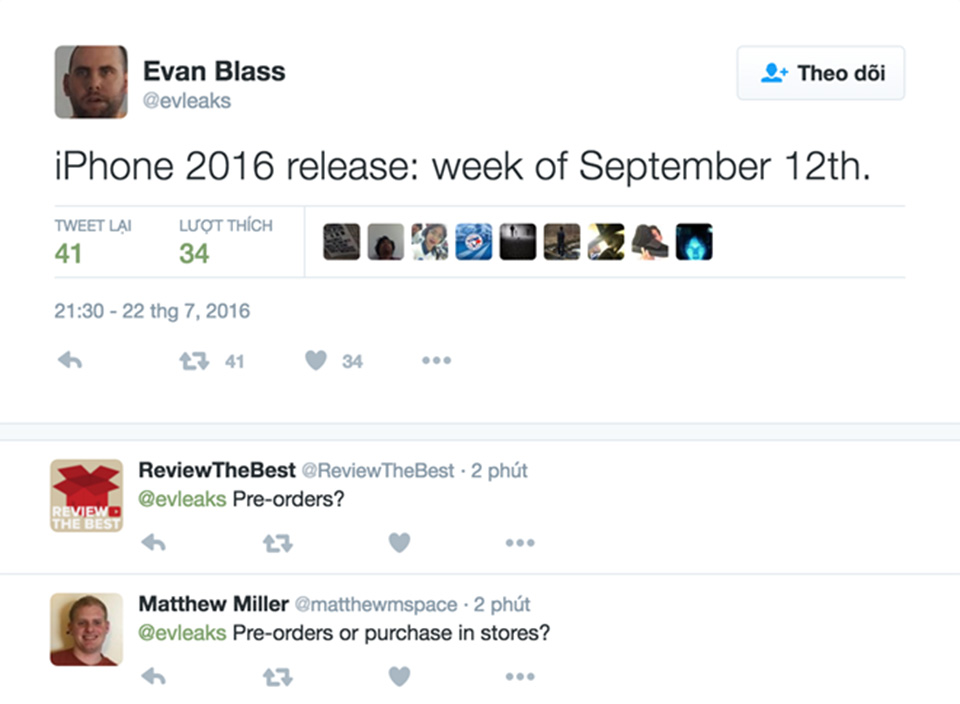 Evan Blass
@evleaks
Theo dõi
iPhone 2016 release: week of September 12th.
TWEET LẠI LƯỢT THÍCH
41 34
21:30 - 22 thg 7, 2016
41 34
ReviewTheBest @ReviewTheBest · 2 phút
@evleaks Pre-orders?
REVIEW
THE BEST
Matthew Miller @matthewmspace · 2 phút
@evleaks Pre-orders or purchase in stores?